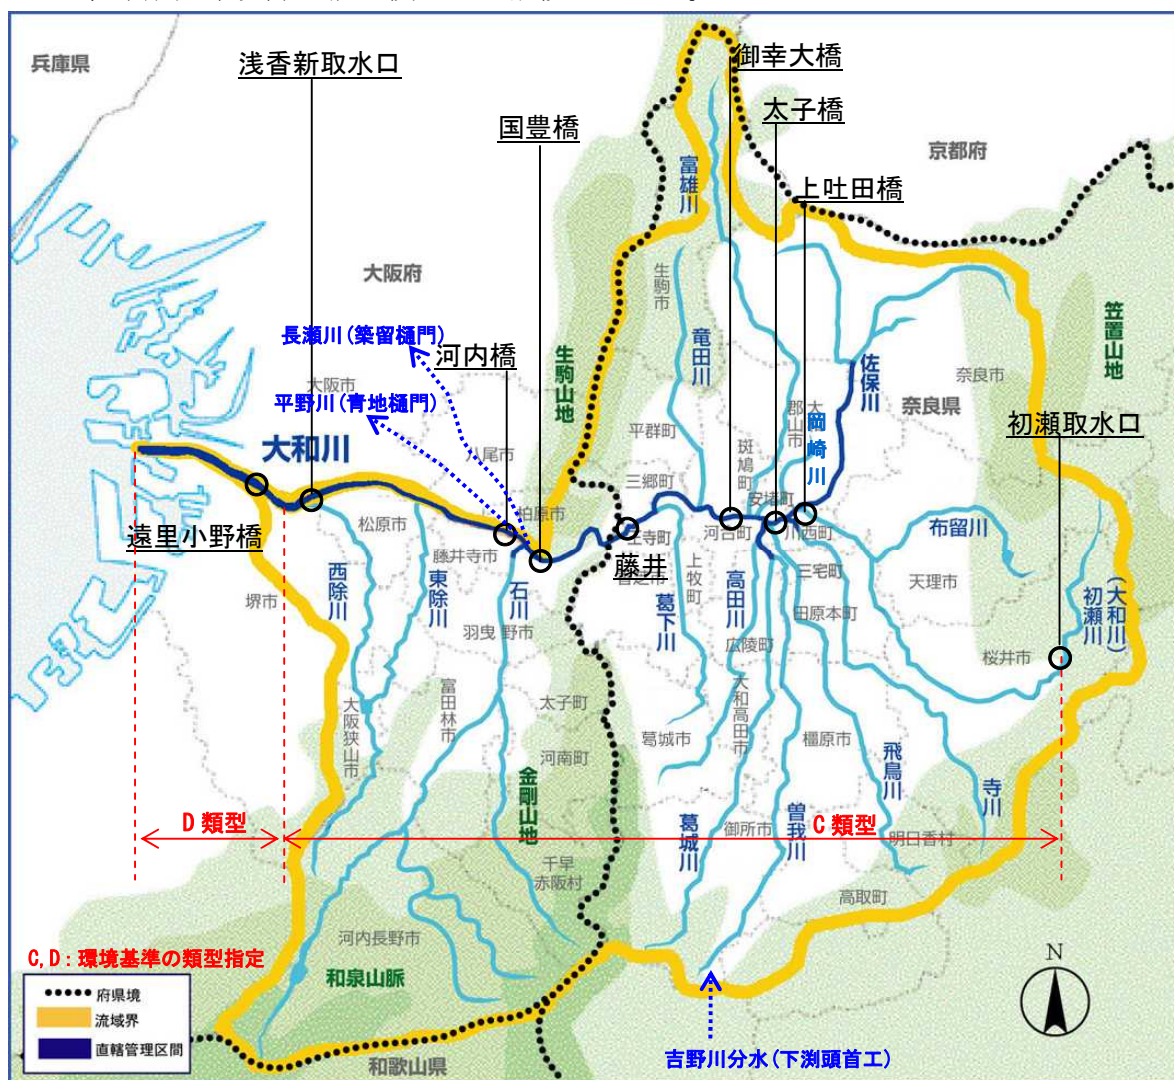 兵庫県
浅香新取水口
国豊橋
御幸大橋
太子橋
上吐田橋
京都府
富雄川
大阪府
生駒市
長瀬川(築留樋門)
河内橋
生駒山地
竜田川
笠置山地
大阪市
平野川(青地樋門)
佐保川
奈良市
奈良県
大和郡山市
岡崎川
初瀬取水口
平群町
斑鳩町
大和川
八尾市
三郷町
安堵町
柏原市
遠里小野橋
松原市
藤井寺市
王寺町
藤井
河合町
川西町
布留川
西除川
東除川
石川
香芝市
上牧町
三宅町
天理市
(大和川)
初瀬川
堺市
羽曳野市
葛下川
高田川
田原本町
広陵町
桜井市
大阪狭山市
富田林市
太子町
河南町
葛城市
大和高田市
橿原市
飛鳥川
寺川
金剛山地
D類型
C類型
葛城川
御所市
曽我川
明日香村
千早
赤阪村
高取町
河内長野市
和泉山脈
C,D:環境基準の類型指定
府県境
流域界
直轄管理区間
N
和歌山県
吉野川分水(下渕頭首工)